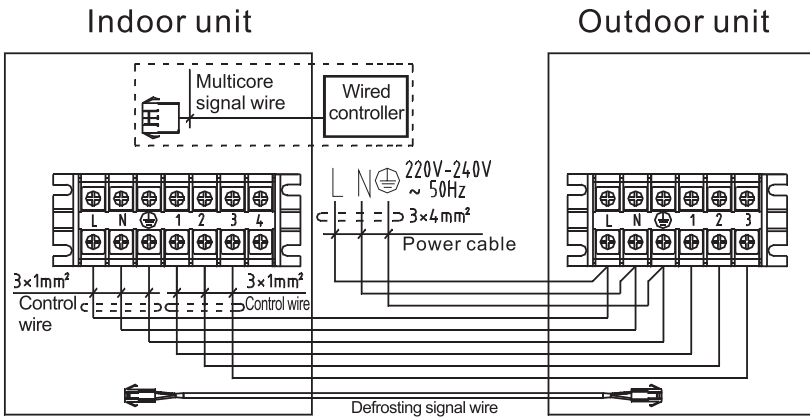 Indoor unit
Outdoor unit
Multicore
signal wire
Wired
controller
L N 220V-240V
~ 50Hz
3×4mm²
Power cable
L N 1 2 3 4
L N 1 2 3
3×1mm²
Control
wire
3×1mm²
Control wire
Defrosting signal wire